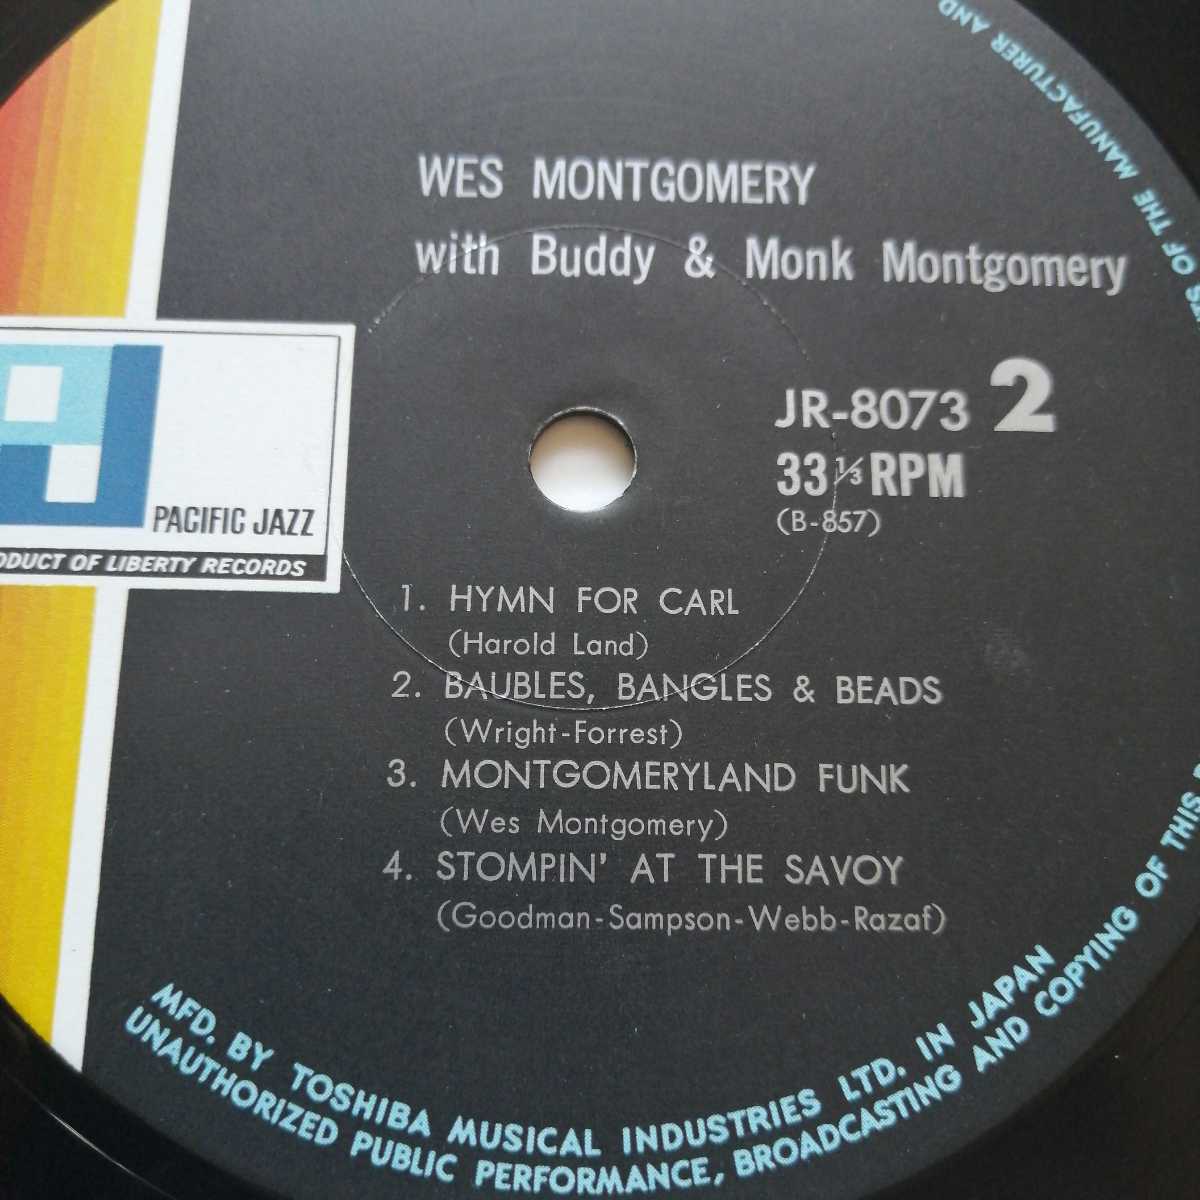 WES MONTGOMERY
with Buddy & Monk Montgomery
JR-8073 2
33 1/3 RPM
(B-857)
PACIFIC JAZZ
OF LIBERTY RECORDS
1. HYMN FOR CARL
(Harold Land)
2. BAUBLES, BANGLES & BEADS
(Wright-Forrest)
3. MONTGOMERYLAND FUNK
(Wes Montgomery)
4. STOMPIN' AT THE SAVOY
(Goodman-Sampson-Webb-Razaf)
MFD. BY TOSHIBA MUSICAL INDUSTRIES LTD. IN JAPAN
OF THE MANUFACTURER AND
UNAUTHORIZED PUBLIC PERFORMANCE, BROADCASTING AND COPYING OF THIS